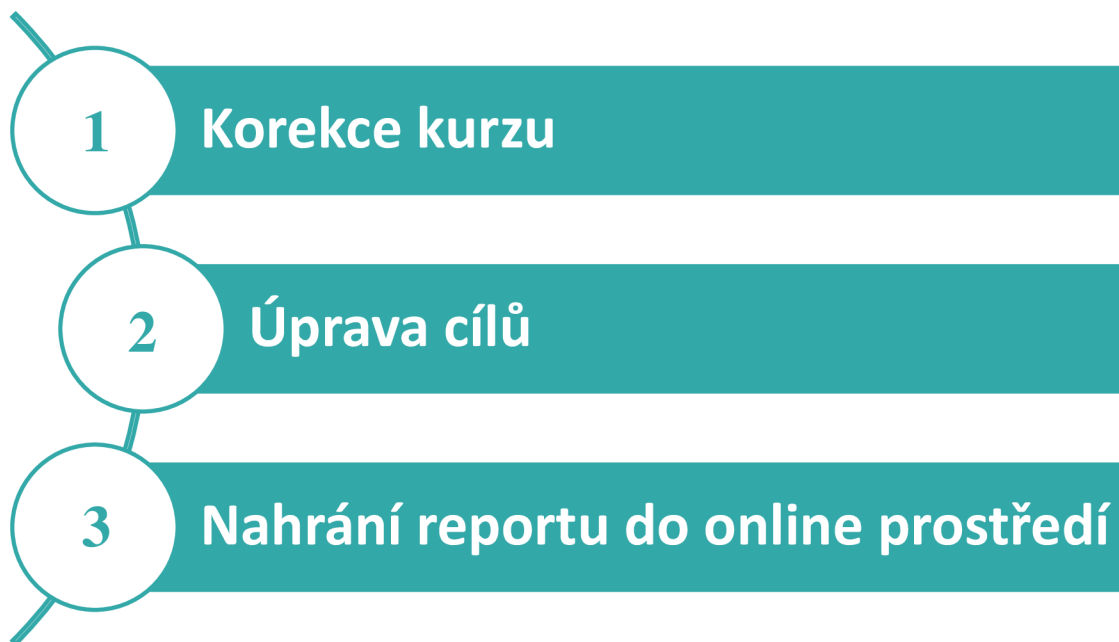 1
Korekce kurzu
2
Úprava cílů
3
Nahrání reportu do online prostředí